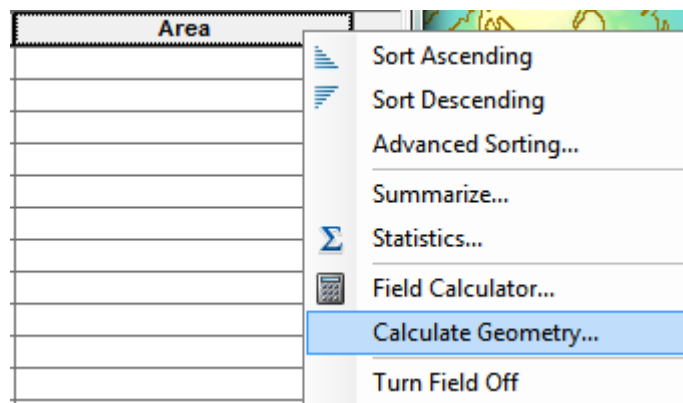 Area
Sort Ascending
Sort Descending
Advanced Sorting...
Summarize...
Statistics...
Field Calculator...
Calculate Geometry...
Turn Field Off